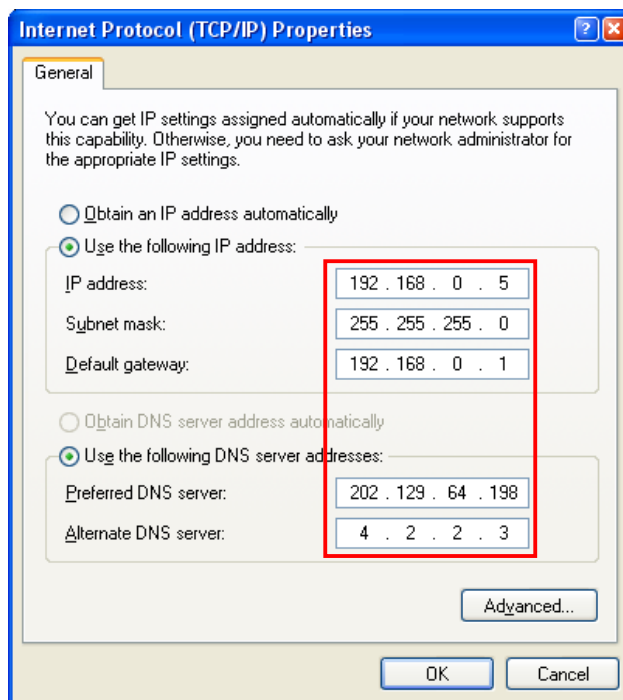 Internet Protocol (TCP/IP) Properties
General
You can get IP settings assigned automatically if your network supports
this capability. Otherwise, you need to ask your network administrator for
the appropriate IP settings.
Obtain an IP address automatically
Use the following IP address:
IP address: 192 . 168 . 0 . 5
Subnet mask: 255 . 255 . 255 . 0
Default gateway: 192 . 168 . 0 . 1
Obtain DNS server address automatically
Use the following DNS server addresses:
Preferred DNS server: 202 . 129 . 64 . 198
Alternate DNS server: 4 . 2 . 2 . 3
Advanced...
OK Cancel